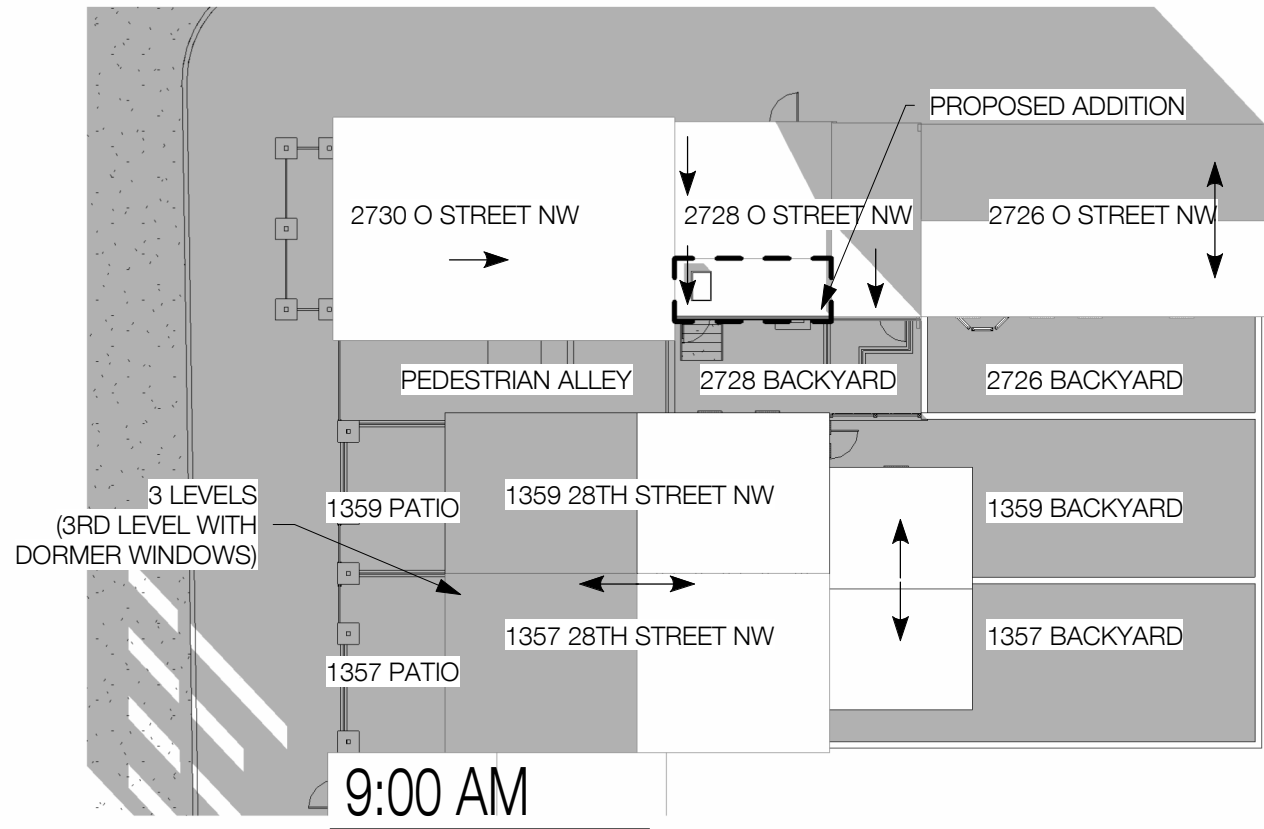 PROPOSED ADDITION
2730 O STREET NW
2728 O STREET NW
2726 O STREET NW
PEDESTRIAN ALLEY
2728 BACKYARD
2726 BACKYARD
3 LEVELS
(3RD LEVEL WITH
DORMER WINDOWS)
1359 PATIO
1359 28TH STREET NW
1359 BACKYARD
1357 28TH STREET NW
1357 BACKYARD
1357 PATIO
9:00 AM